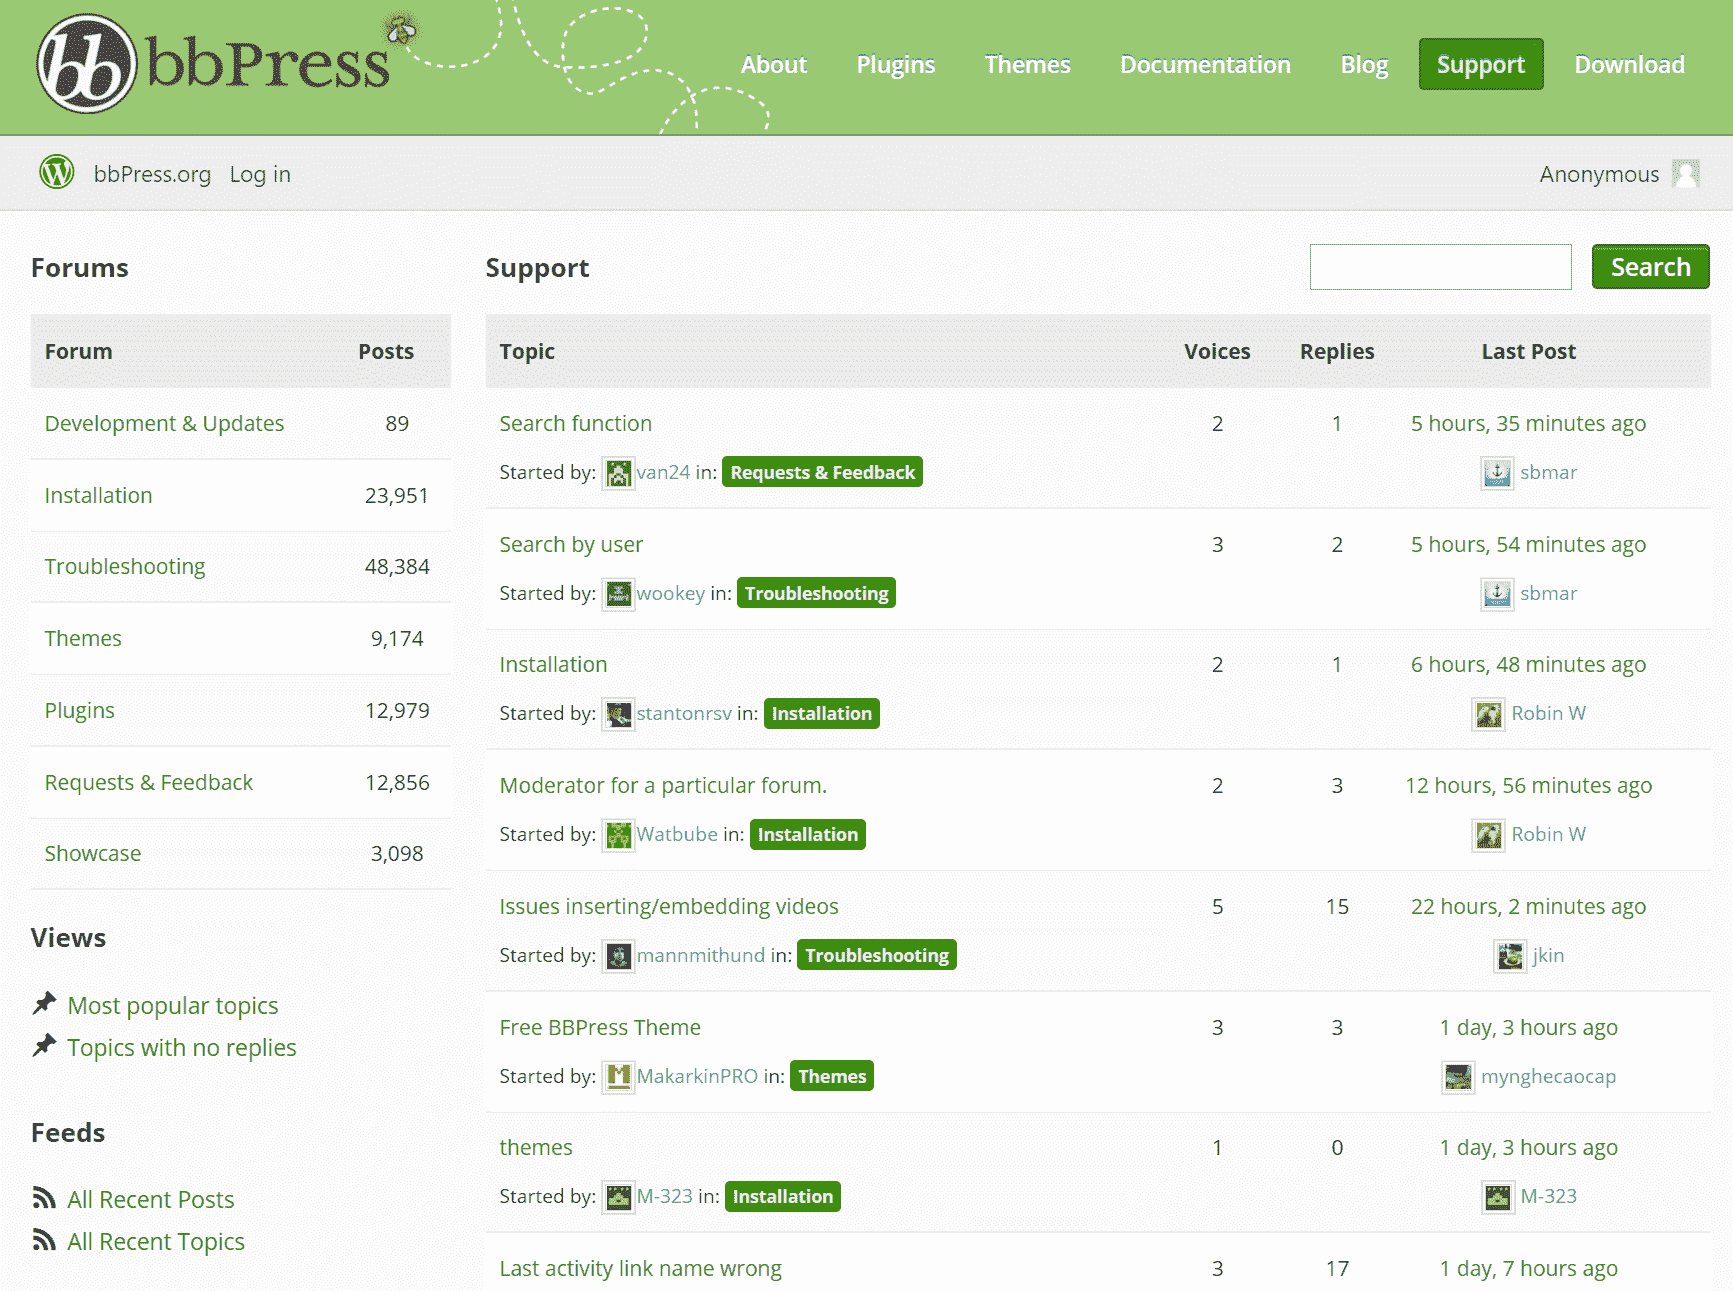 bb bbPress
About Plugins Themes Documentation Blog Support Download
bbPress.org Log in Anonymous
Forums
Forum Posts
Development & Updates 89
Installation 23,951
Troubleshooting 48,384
Themes 9,174
Plugins 12,979
Requests & Feedback 12,856
Showcase 3,098
Views
Most popular topics
Topics with no replies
Feeds
All Recent Posts
All Recent Topics
Support Search
Topic Voices Replies Last Post
Search function 2 1 5 hours, 35 minutes ago
Started by: van24 in: Requests & Feedback sbmar
Search by user 3 2 5 hours, 54 minutes ago
Started by: wookey in: Troubleshooting sbmar
Installation 2 1 6 hours, 48 minutes ago
Started by: stantonrsv in: Installation Robin W
Moderator for a particular forum. 2 3 12 hours, 56 minutes ago
Started by: Watbube in: Installation Robin W
Issues inserting/embedding videos 5 15 22 hours, 2 minutes ago
Started by: mannmithund in: Troubleshooting jkin
Free BBPress Theme 3 3 1 day, 3 hours ago
Started by: MakarkinPRO in: Themes mynghecaocap
themes 1 0 1 day, 3 hours ago
Started by: M-323 in: Installation M-323
Last activity link name wrong 3 17 1 day, 7 hours ago